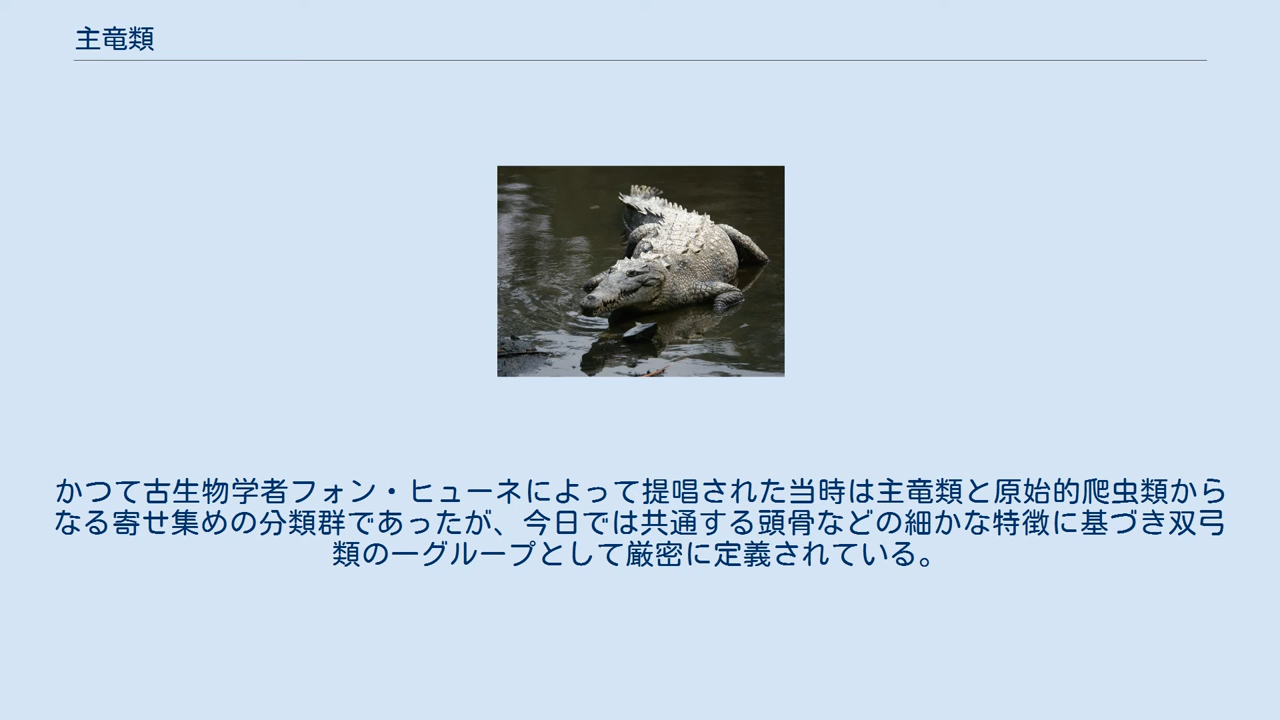 主竜類
かつて古生物学者フォン・ヒューネによって提唱された当時は主竜類と原始的爬虫類から
なる寄せ集めの分類群であったが、今日では共通する頭骨などの細かな特徴に基づき双弓
類の一グループとして厳密に定義されている。